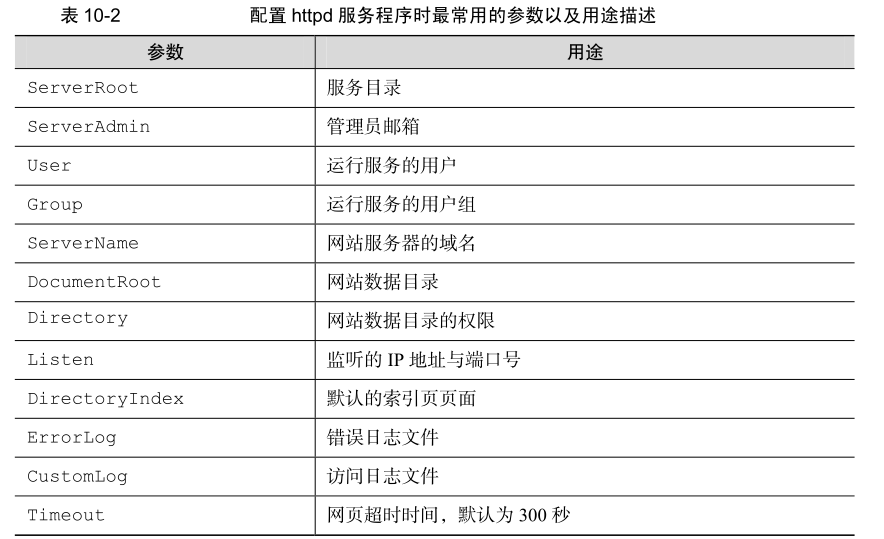 表 10-2 配置 httpd 服务程序时最常用的参数以及用途描述
参数 用途
ServerRoot 服务目录
ServerAdmin 管理员邮箱
User 运行服务的用户
Group 运行服务的用户组
ServerName 网站服务器的域名
DocumentRoot 网站数据目录
Directory 网站数据目录的权限
Listen 监听的 IP 地址与端口号
DirectoryIndex 默认的索引页页面
ErrorLog 错误日志文件
CustomLog 访问日志文件
Timeout 网页超时时间，默认为 300 秒